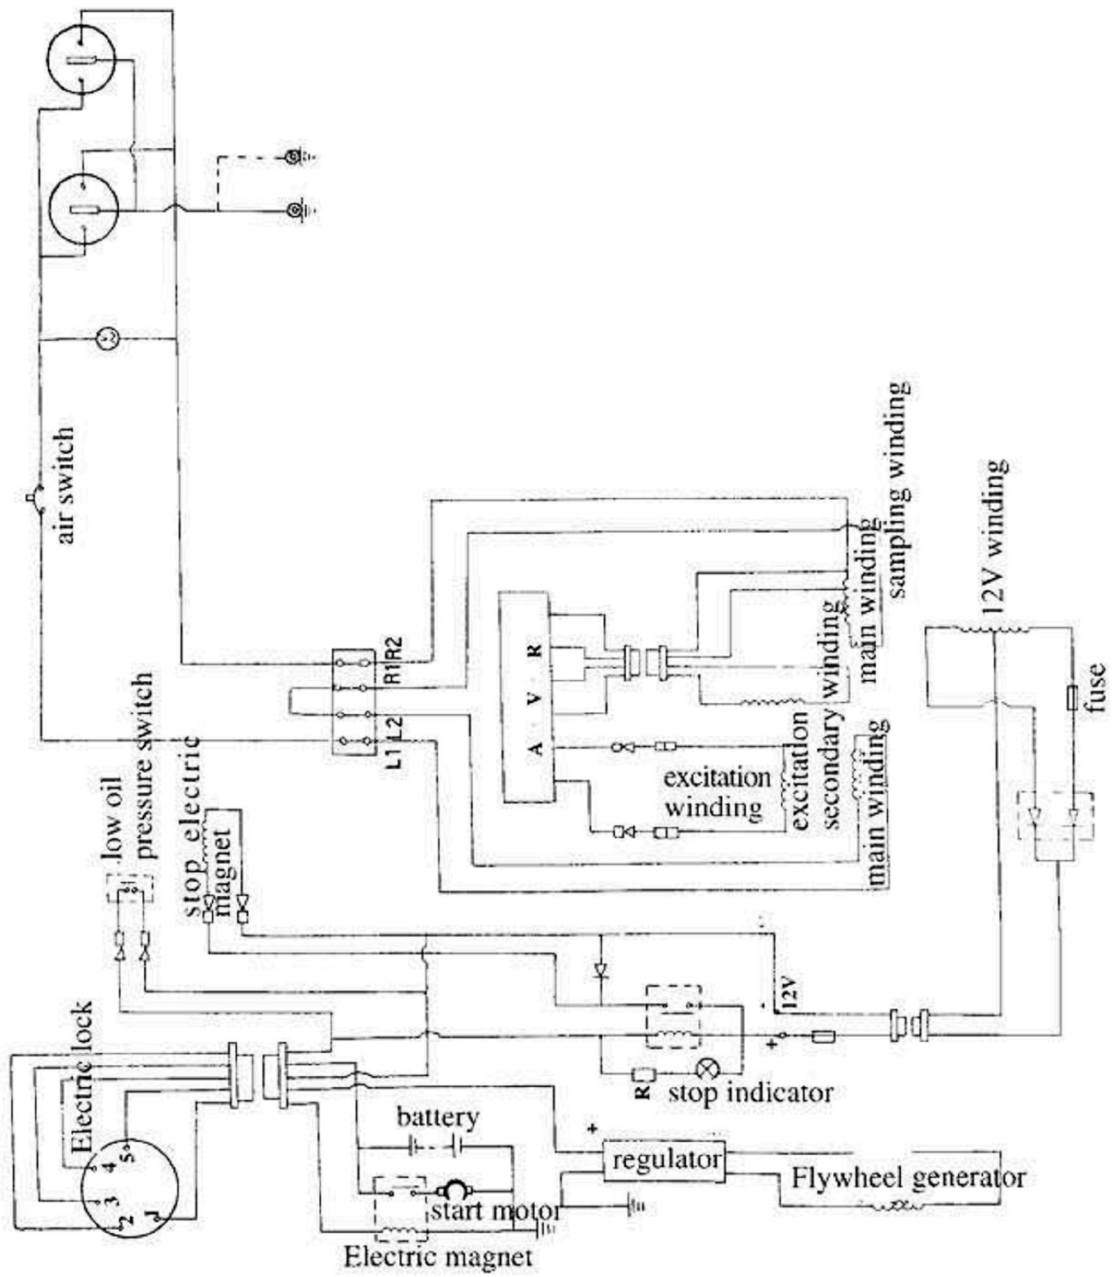 air switch
sampling winding
main winding
12V winding
R1 R2
L1 L2
A V R
excitation
winding
excitation
secondary winding
main winding
fuse
low oil
pressure switch
stop electric
magnet
12V
+
Electric lock
R
stop indicator
battery
+
regulator
Flywheel generator
start motor
Electric magnet
1
2
3
4
5